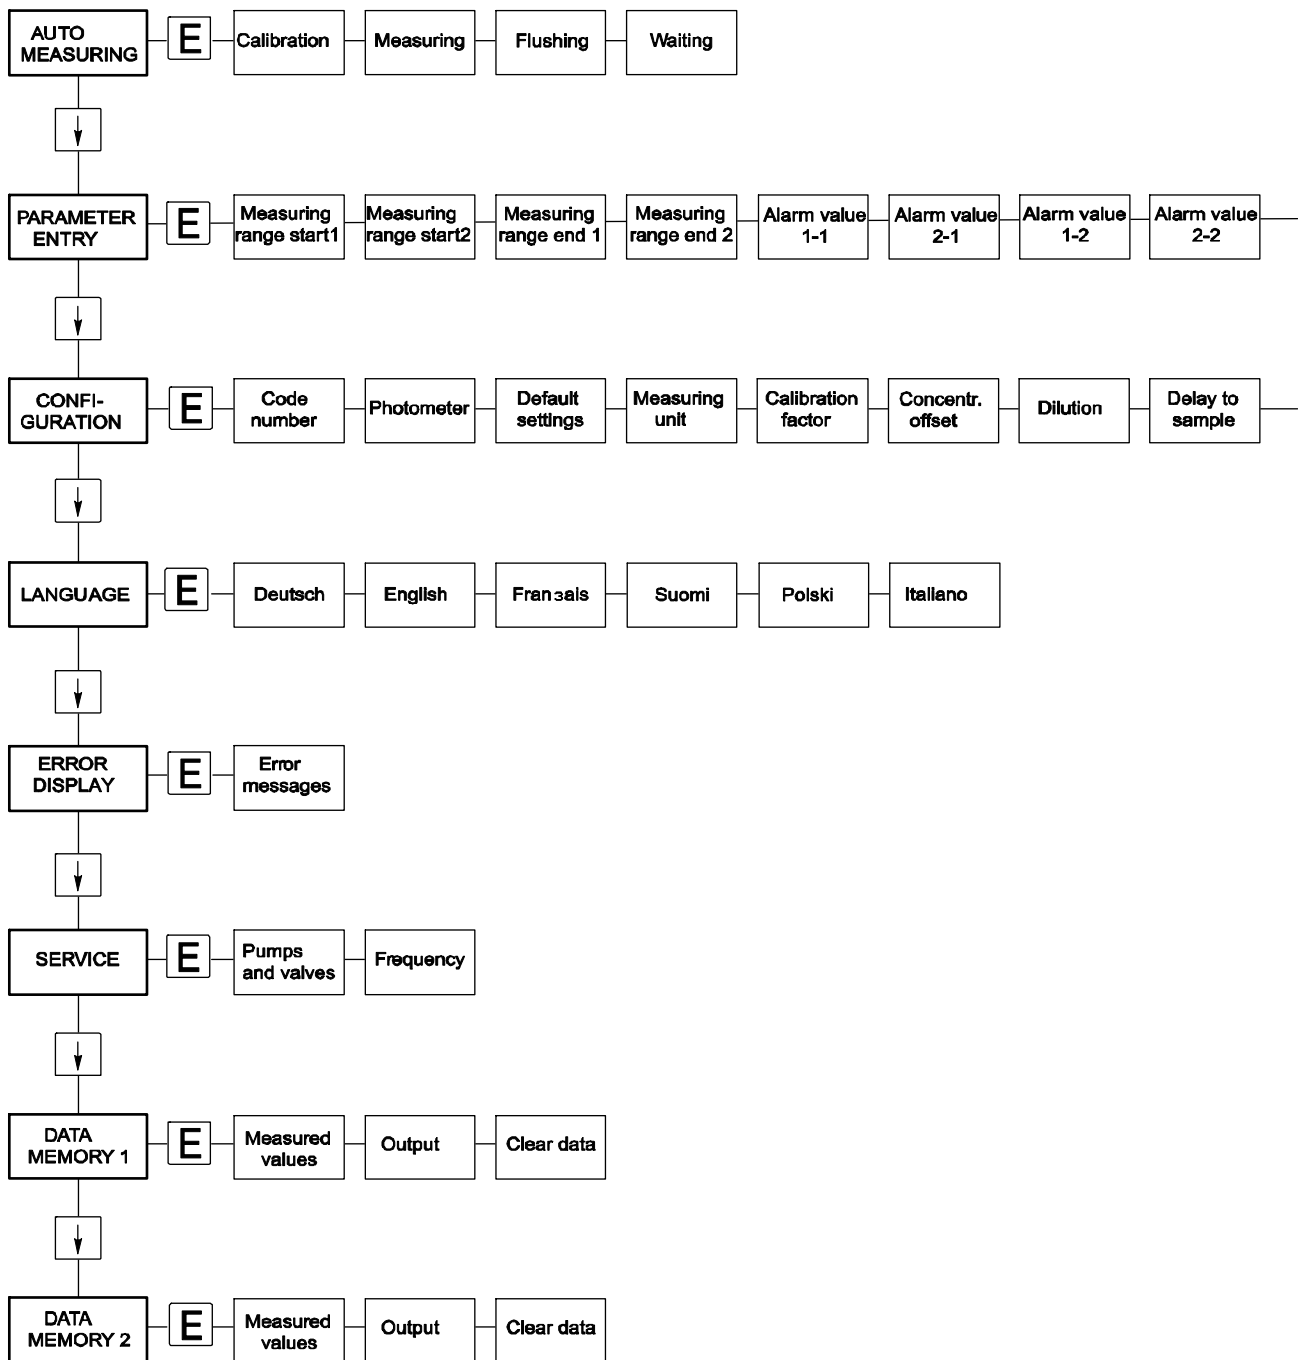 AUTO
MEASURING
E
Calibration
Measuring
Flushing
Waiting
PARAMETER
ENTRY
E
Measuring
range start1
Measuring
range start2
Measuring
range end 1
Measuring
range end 2
Alarm value
1-1
Alarm value
2-1
Alarm value
1-2
Alarm value
2-2
CONFI-
GURATION
E
Code
number
Photometer
Default
settings
Measuring
unit
Calibration
factor
Concentr.
offset
Dilution
Delay to
sample
LANGUAGE
E
Deutsch
English
Franзais
Suomi
Polski
Italiano
ERROR
DISPLAY
E
Error
messages
SERVICE
E
Pumps
and valves
Frequency
DATA
MEMORY 1
E
Measured
values
Output
Clear data
DATA
MEMORY 2
E
Measured
values
Output
Clear data